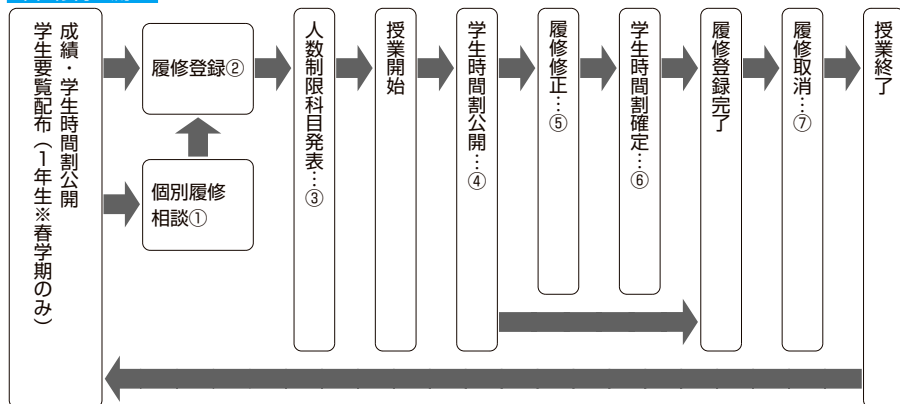 成績・学生時間割公開
学生要覧配布（1年生※春学期のみ）
履修登録②
個別履修
相談①
人数制限科目発表…③
授業開始
学生時間割公開…④
履修修正…⑤
学生時間割確定…⑥
履修登録完了
履修取消…⑦
授業終了